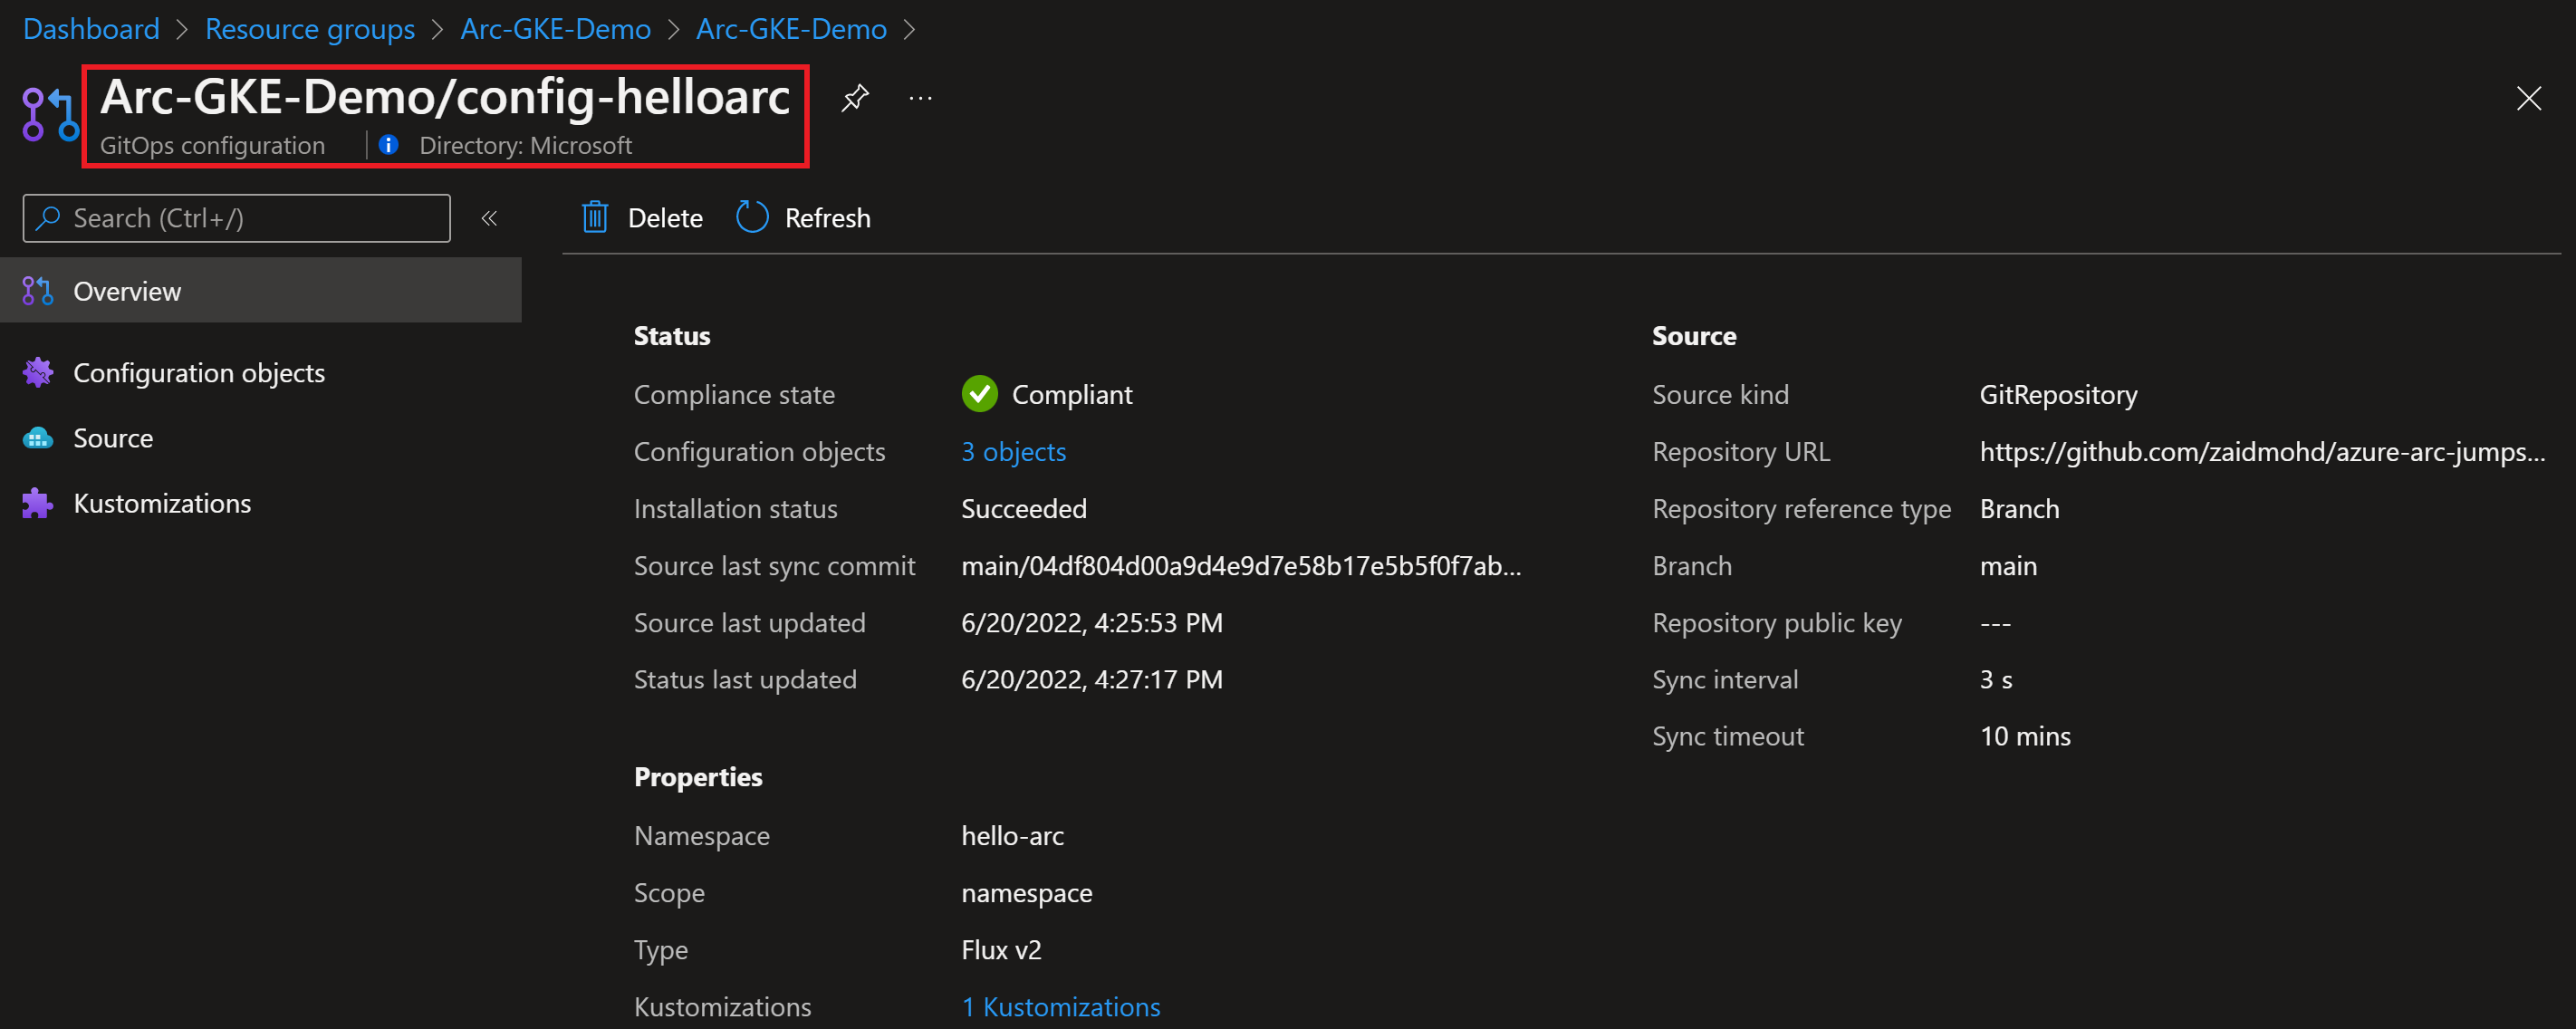 Dashboard > Resource groups > Arc-GKE-Demo > Arc-GKE-Demo >
Arc-GKE-Demo/config-helloarc
GitOps configuration | Directory: Microsoft
Search (Ctrl+/)
Delete Refresh
Overview
Configuration objects
Source
Kustomizations
Status
Compliance state Compliant
Configuration objects 3 objects
Installation status Succeeded
Source last sync commit main/04df804d00a9d4e9d7e58b17e5b5f0f7ab...
Source last updated 6/20/2022, 4:25:53 PM
Status last updated 6/20/2022, 4:27:17 PM
Properties
Namespace hello-arc
Scope namespace
Type Flux v2
Kustomizations 1 Kustomizations
Source
Source kind GitRepository
Repository URL https://github.com/zaidmohd/azure-arc-jumps...
Repository reference type Branch
Branch main
Repository public key ---
Sync interval 3 s
Sync timeout 10 mins